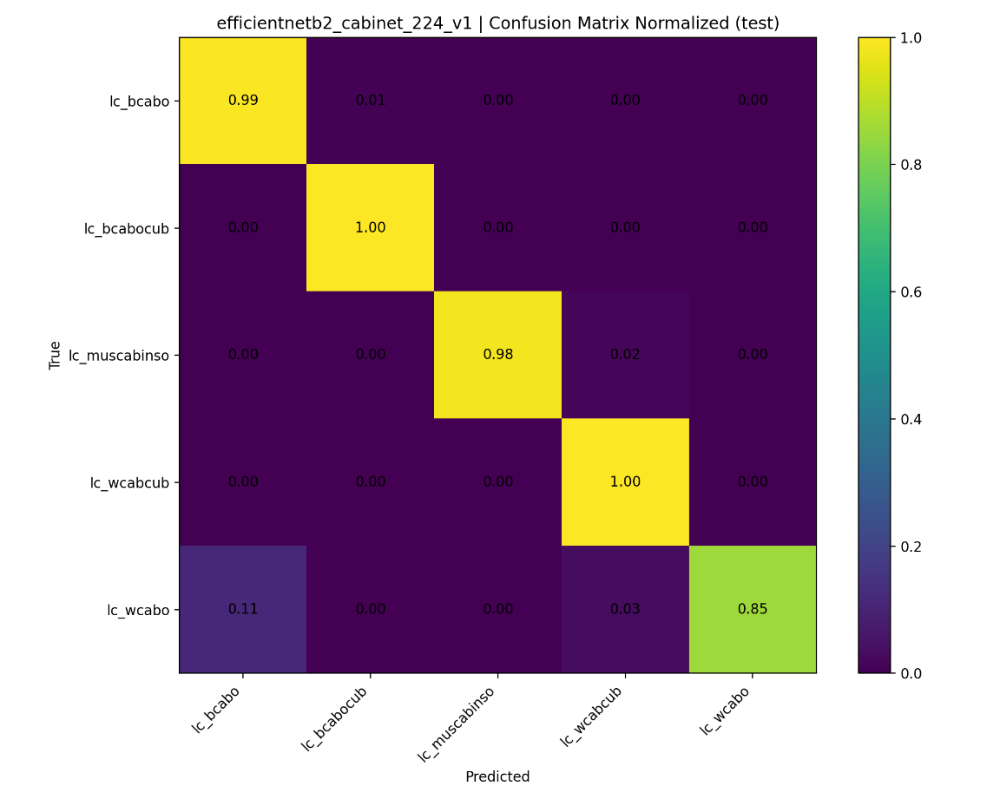 efficientnetb2_cabinet_224_v1 | Confusion Matrix Normalized (test)
True
lc_bcabo 0.99 0.01 0.00 0.00 0.00
lc_bcabocub 0.00 1.00 0.00 0.00 0.00
lc_muscabinso 0.00 0.00 0.98 0.02 0.00
lc_wcabcub 0.00 0.00 0.00 1.00 0.00
lc_wcabo 0.11 0.00 0.00 0.03 0.85
lc_bcabo lc_bcabocub lc_muscabinso lc_wcabcub lc_wcabo
Predicted
1.0
0.8
0.6
0.4
0.2
0.0